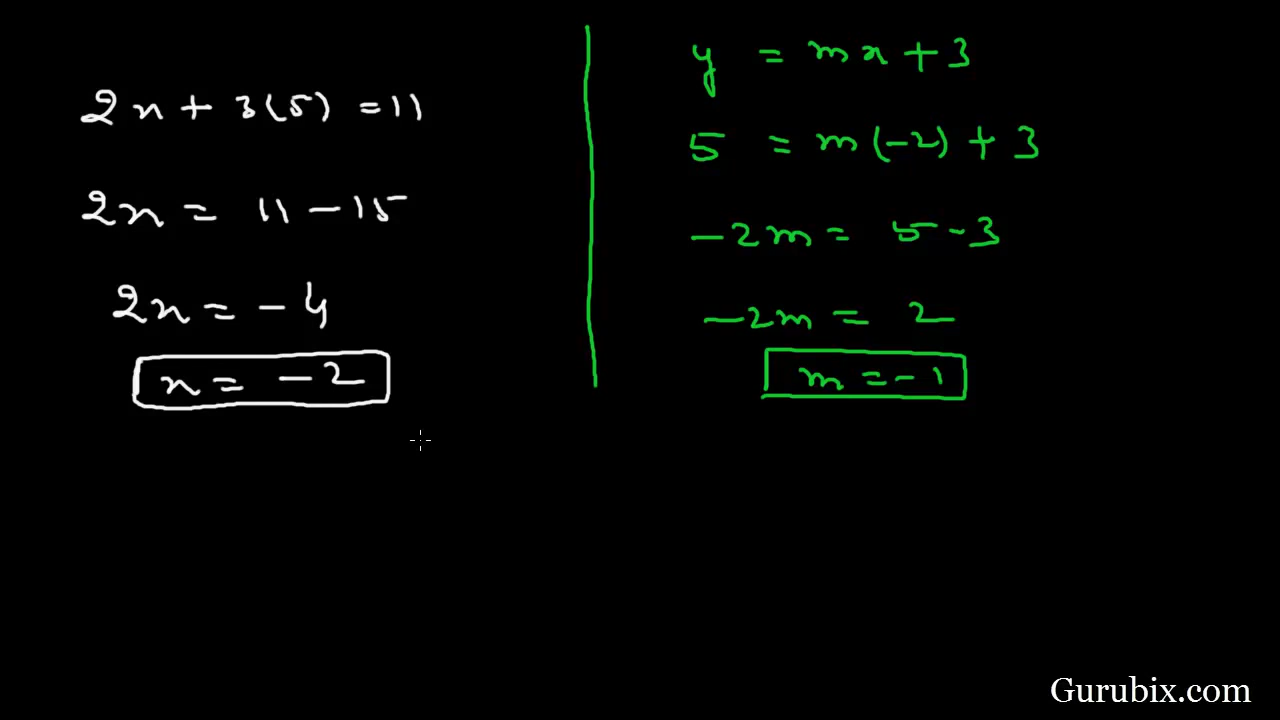 2x + 3(5) = 11
2x = 11 - 15
2x = - 4
x = - 2
y = mx + 3
5 = m(-2) + 3
-2m = 5 - 3
-2m = 2
m = - 1
Gurubix.com